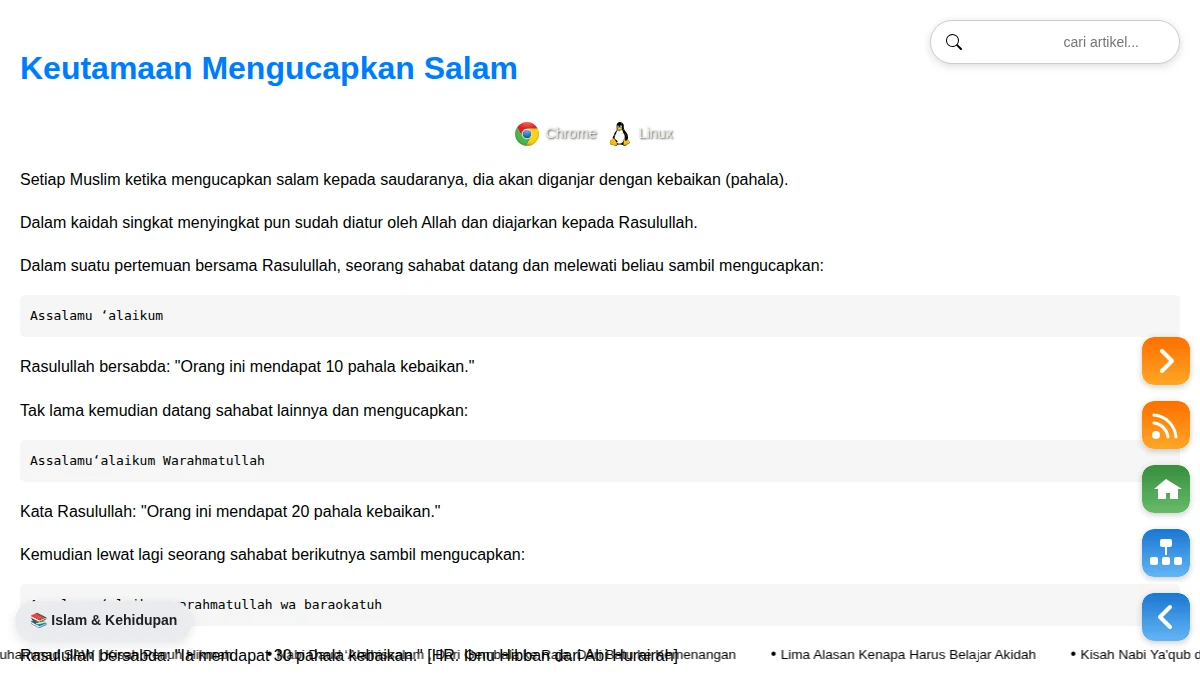 cari artikel...
Keutamaan Mengucapkan Salam
Chrome Linux
Setiap Muslim ketika mengucapkan salam kepada saudaranya, dia akan diganjar dengan kebaikan (pahala).
Dalam kaidah singkat menyingkat pun sudah diatur oleh Allah dan diajarkan kepada Rasulullah.
Dalam suatu pertemuan bersama Rasulullah, seorang sahabat datang dan melewati beliau sambil mengucapkan:
Assalamu ‘alaikum
Rasulullah bersabda: "Orang ini mendapat 10 pahala kebaikan."
Tak lama kemudian datang sahabat lainnya dan mengucapkan:
Assalamu‘alaikum Warahmatullah
Kata Rasulullah: "Orang ini mendapat 20 pahala kebaikan."
Kemudian lewat lagi seorang sahabat berikutnya sambil mengucapkan:
warahmatullah wa baraokatuh
Islam & Kehidupan
Rasulullah bersabda: "Ia mendapat 30 pahala kebaikan." [HR. Ibnu Hibban dari Abi Hurairah]
• Lima Alasan Kenapa Harus Belajar Akidah • Kisah Nabi Ya'qub